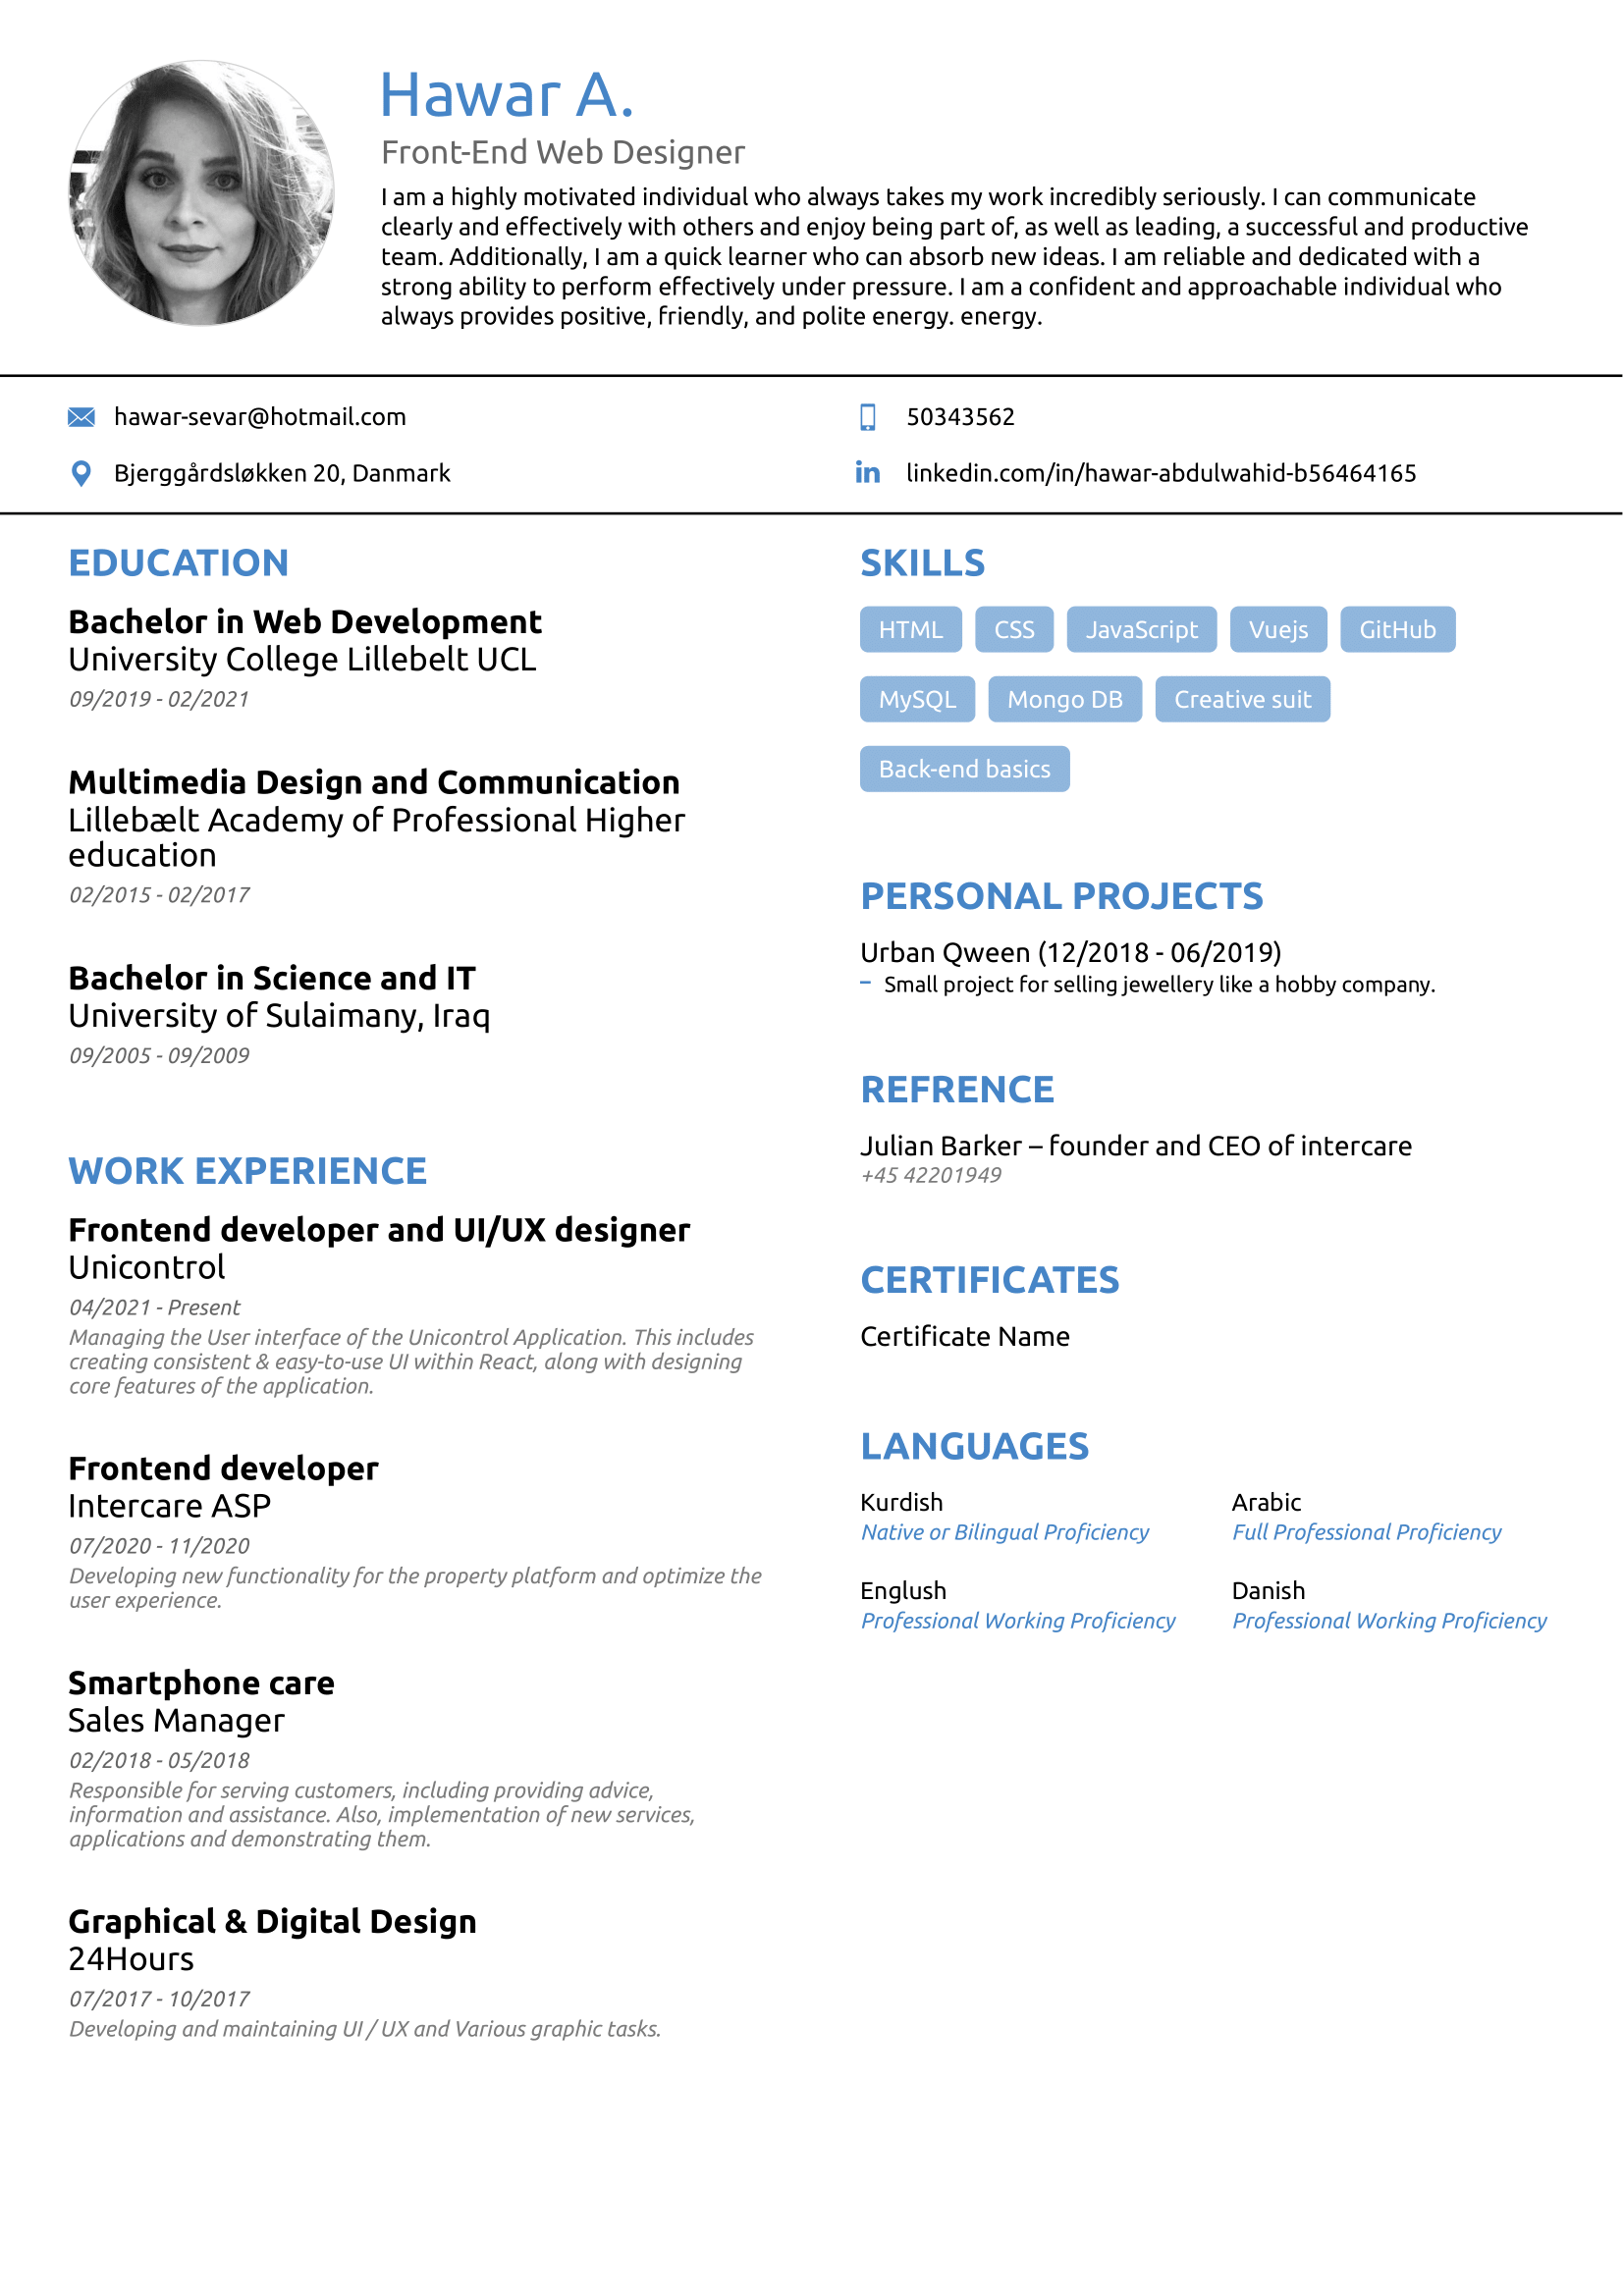 Hawar A.
Front-End Web Designer
I am a highly motivated individual who always takes my work incredibly seriously. I can communicate
clearly and effectively with others and enjoy being part of, as well as leading, a successful and productive
team. Additionally, I am a quick learner who can absorb new ideas. I am reliable and dedicated with a
strong ability to perform effectively under pressure. I am a confident and approachable individual who
always provides positive, friendly, and polite energy. energy.
hawar-sevar@hotmail.com
50343562
Bjerggårdsløkken 20, Danmark
linkedin.com/in/hawar-abdulwahid-b56464165
EDUCATION
Bachelor in Web Development
University College Lillebelt UCL
09/2019 - 02/2021
Multimedia Design and Communication
Lillebælt Academy of Professional Higher
education
02/2015 - 02/2017
Bachelor in Science and IT
University of Sulaimany, Iraq
09/2005 - 09/2009
WORK EXPERIENCE
Frontend developer and UI/UX designer
Unicontrol
04/2021 - Present
Managing the User interface of the Unicontrol Application. This includes
creating consistent & easy-to-use UI within React, along with designing
core features of the application.
Frontend developer
Intercare ASP
07/2020 - 11/2020
Developing new functionality for the property platform and optimize the
user experience.
Smartphone care
Sales Manager
02/2018 - 05/2018
Responsible for serving customers, including providing advice,
information and assistance. Also, implementation of new services,
applications and demonstrating them.
Graphical & Digital Design
24Hours
07/2017 - 10/2017
Developing and maintaining UI / UX and Various graphic tasks.
SKILLS
HTML CSS JavaScript Vuejs GitHub
MySQL Mongo DB Creative suit
Back-end basics
PERSONAL PROJECTS
Urban Qween (12/2018 - 06/2019)
– Small project for selling jewellery like a hobby company.
REFRENCE
Julian Barker – founder and CEO of intercare
+45 42201949
CERTIFICATES
Certificate Name
LANGUAGES
Kurdish
Native or Bilingual Proficiency
Arabic
Full Professional Proficiency
Englush
Professional Working Proficiency
Danish
Professional Working Proficiency